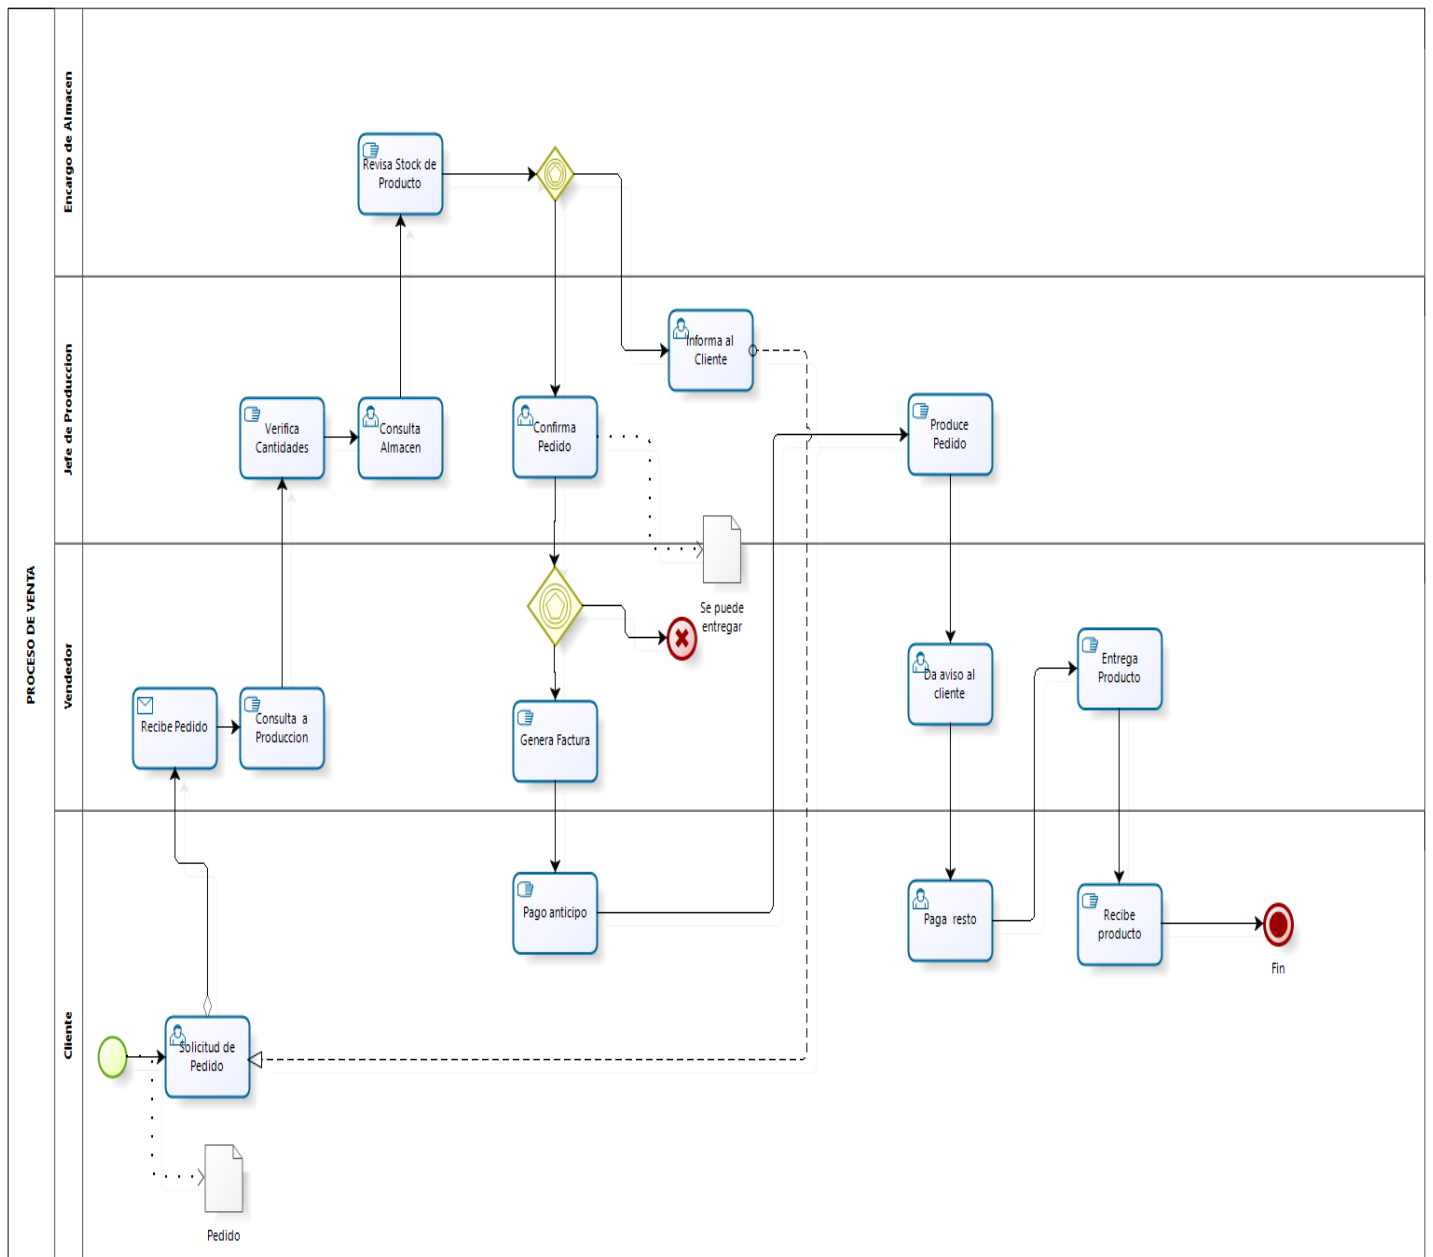 PROCESO DE VENTA
Encargo de Almacen
Revisa Stock de
Producto
Jefe de Produccion
Informa al
Cliente
Verifica
Cantidades
Consulta
Almacen
Confirma
Pedido
Produce
Pedido
Vendedor
Se puede
entregar
Recibe Pedido
Consulta a
Produccion
Genera Factura
Da aviso al
cliente
Entrega
Producto
Cliente
Pago anticipo
Paga resto
Recibe
producto
Fin
Solicitud de
Pedido
Pedido